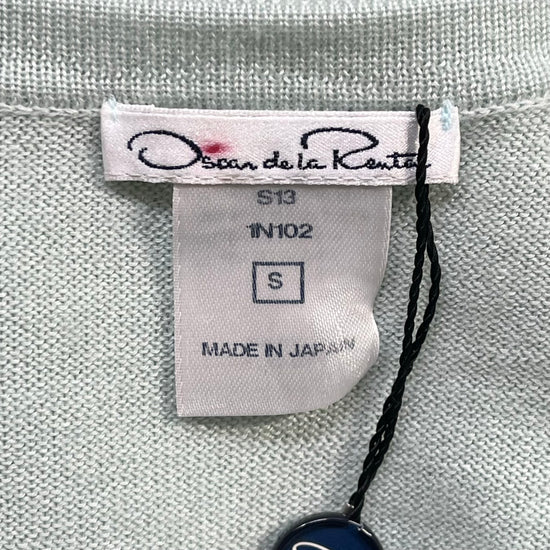 Oscar de la Renta
S13
1N102
S
MADE IN JAPAN